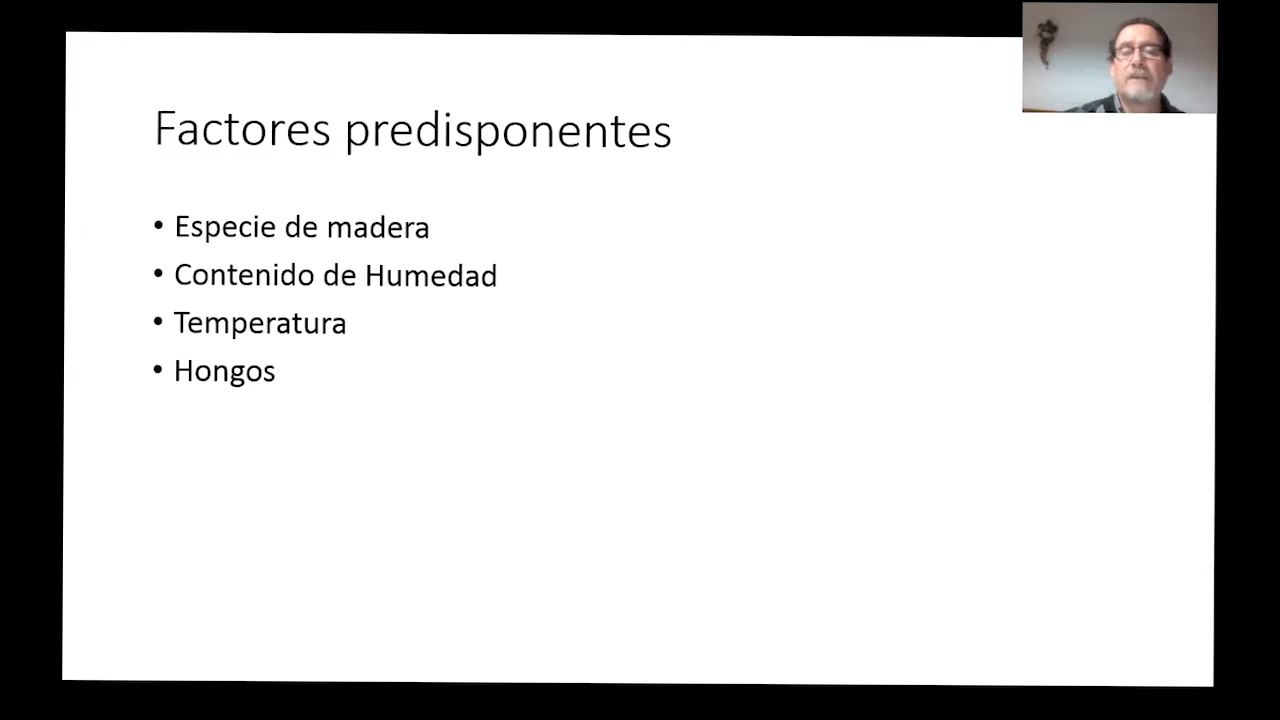 Factores predisponentes
• Especie de madera
• Contenido de Humedad
• Temperatura
• Hongos